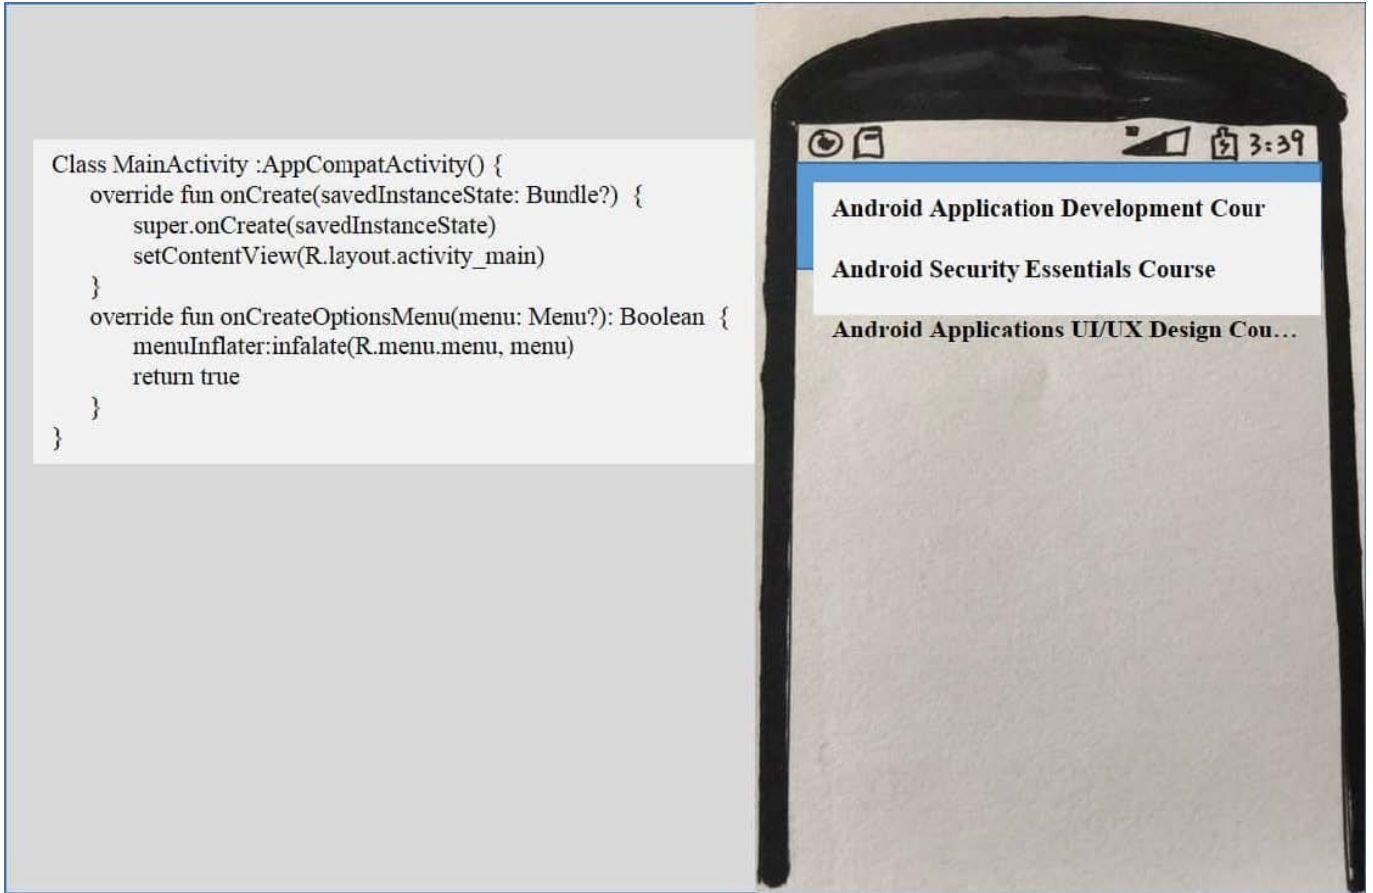 Class MainActivity :AppCompatActivity() {
override fun onCreate(savedInstanceState: Bundle?) {
super.onCreate(savedInstanceState)
setContentView(R.layout.activity_main)
}
override fun onCreateOptionsMenu(menu: Menu?): Boolean {
menuInflater:infalate(R.menu.menu, menu)
return true
}
}
3:39
Android Application Development Cour
Android Security Essentials Course
Android Applications UI/UX Design Cou…